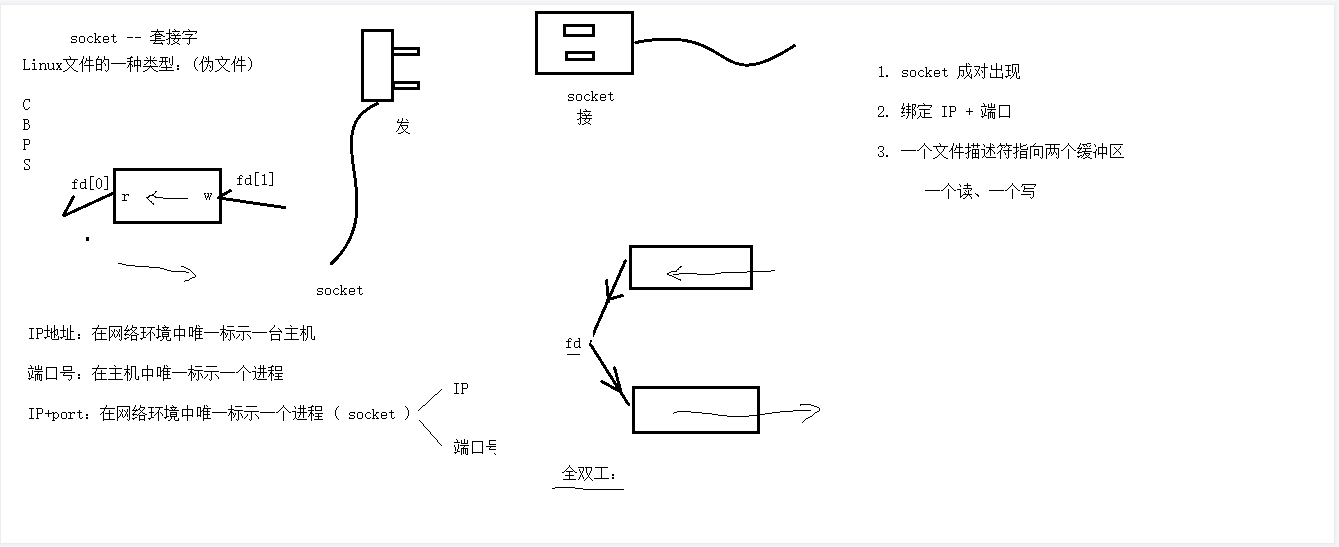 socket -- 套接字
Linux文件的一种类型：（伪文件）
C
B
P
S
fd[0]
r
w
fd[1]
发
socket
socket
接
1. socket 成对出现
2. 绑定 IP + 端口
3. 一个文件描述符指向两个缓冲区
一个读、一个写
IP地址：在网络环境中唯一标示一台主机
端口号：在主机中唯一标示一个进程
IP+port：在网络环境中唯一标示一个进程（ socket ）
IP
端口号
fd
全双工：